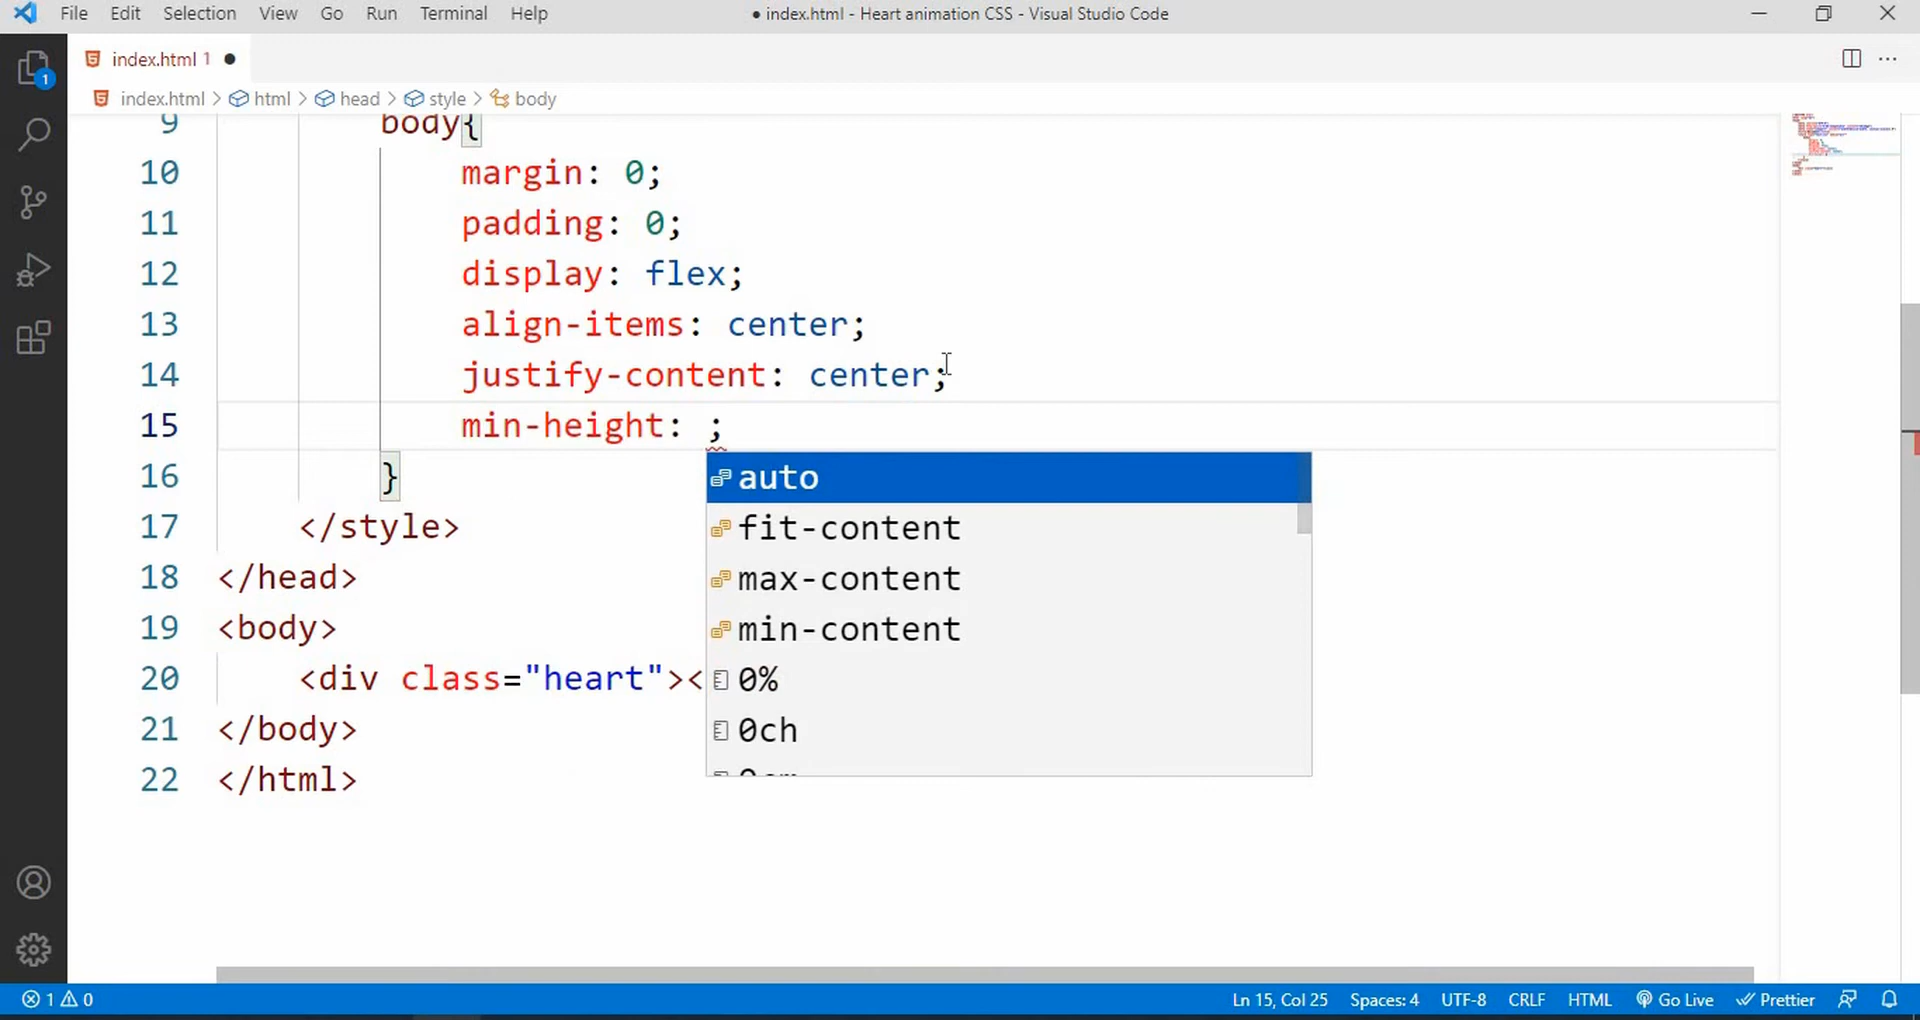 File Edit Selection View Go Run Terminal Help
● index.html - Heart animation CSS - Visual Studio Code
index.html 1 ●
index.html > html > head > style > body
1
9 body{
10 margin: 0;
11 padding: 0;
12 display: flex;
13 align-items: center;
14 justify-content: center;
15 min-height: ;
16 }
auto
17 </style>
fit-content
18 </head>
max-content
19 <body>
min-content
20 <div class="heart"><
0%
21 </body>
0ch
22 </html>
1 0
Ln 15, Col 25 Spaces: 4 UTF-8 CRLF HTML Go Live Prettier